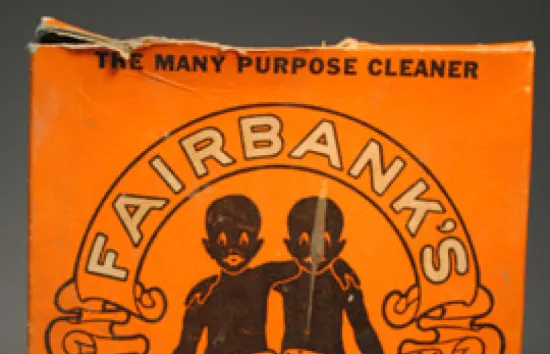 THE MANY PURPOSE CLEANER
FAIRBANK'S